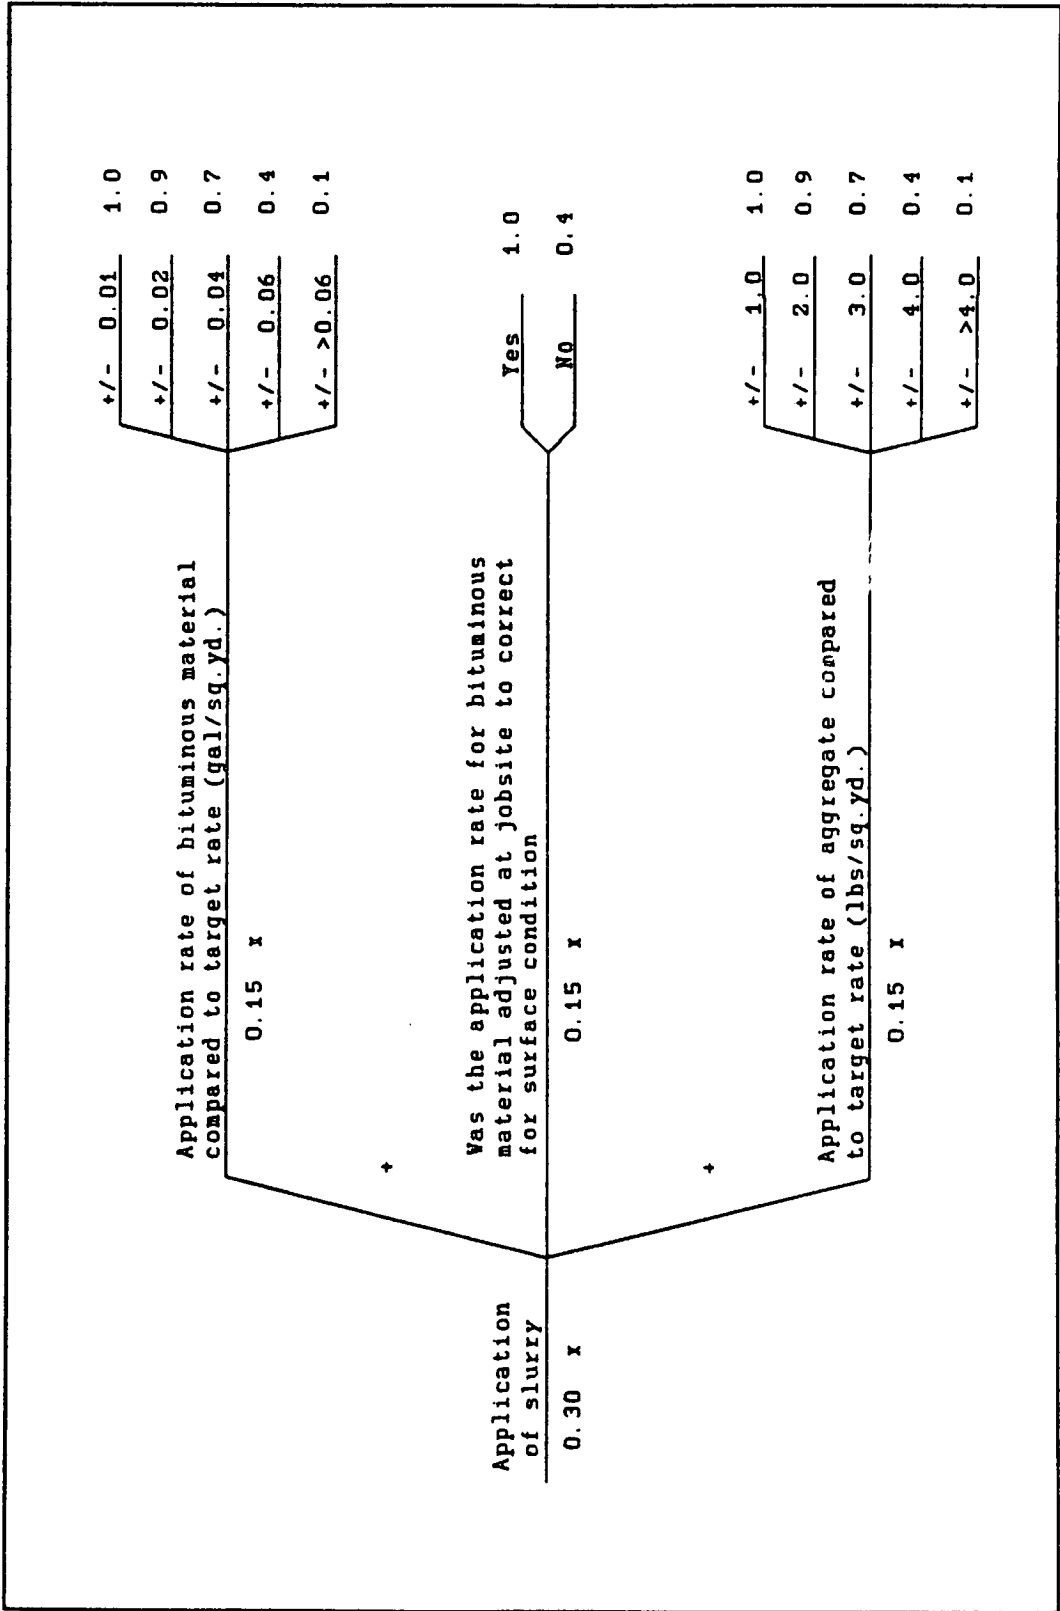 Application
of slurry
0.30 x
Application rate of bituminous material
compared to target rate (gal/sq.yd.)
0.15 x
+/- 0.01 1.0
+/- 0.02 0.9
+/- 0.04 0.7
+/- 0.06 0.4
+/- >0.06 0.1
+
Was the application rate for bituminous
material adjusted at jobsite to correct
for surface condition
0.15 x
Yes 1.0
NO 0.4
+
Application rate of aggregate compared
to target rate (lbs/sq.yd.)
0.15 x
+/- 1.0 1.0
+/- 2.0 0.9
+/- 3.0 0.7
+/- 4.0 0.4
+/- >4.0 0.1